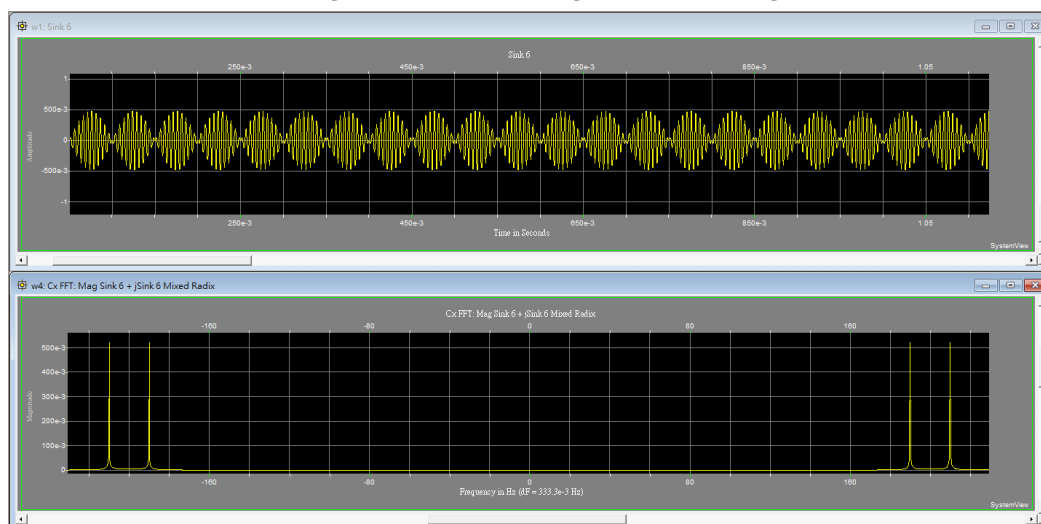 w1: Sink 6
Sink 6
250e-3 450e-3 650e-3 850e-3 1.05
1
500e-3
0
-500e-3
-1
Amplitude
250e-3 450e-3 650e-3 850e-3 1.05
Time in Seconds
SystemView
w4: Cx FFT: Mag Sink 6 + jSink 6 Mixed Radix
Cx FFT: Mag Sink 6 + jSink 6 Mixed Radix
-160 -80 0 80 160
500e-3
400e-3
300e-3
200e-3
100e-3
0
Magnitude
-160 -80 0 80 160
Frequency in Hz (dF = 333.3e-3 Hz)
SystemView